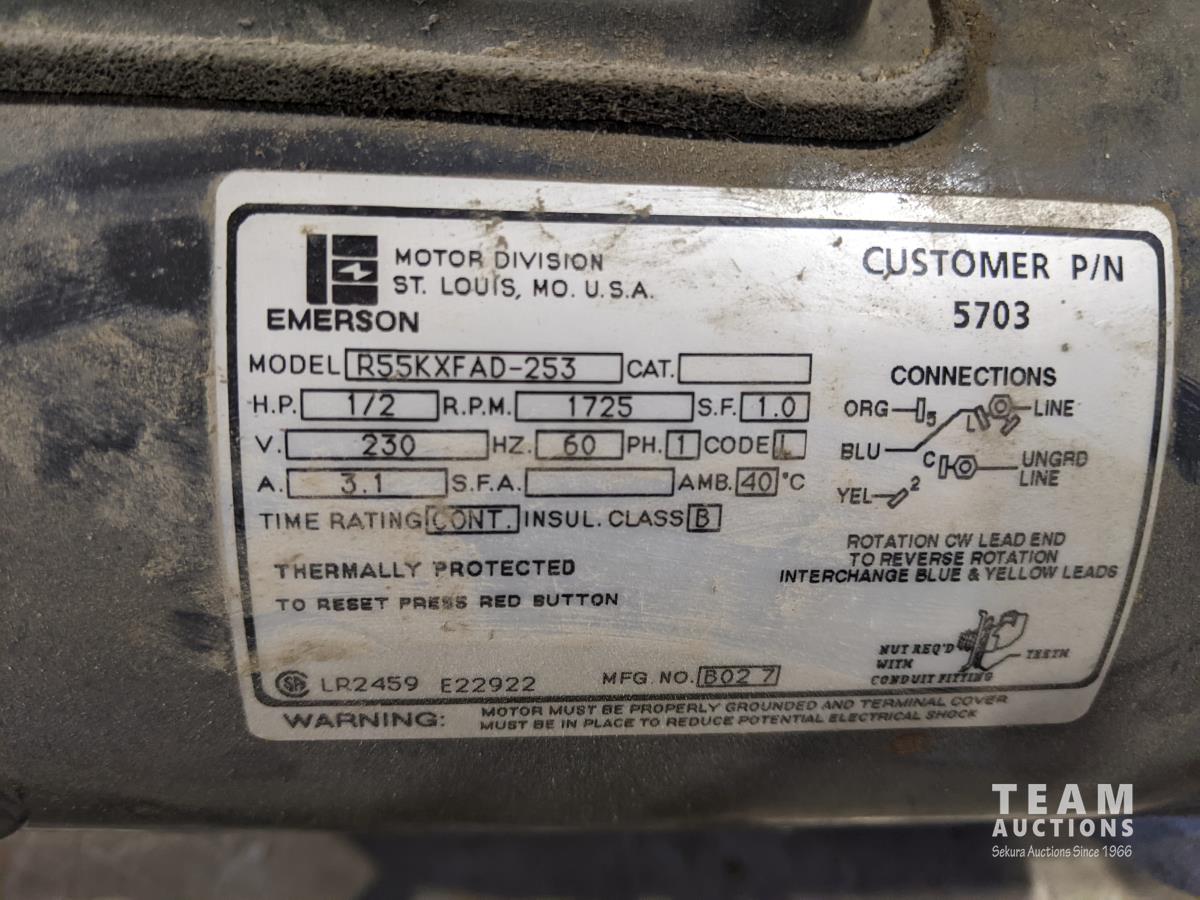 MOTOR DIVISION
ST. LOUIS, MO. U.S.A.
EMERSON
CUSTOMER P/N
5703
MODEL R55KXFAD-253 CAT.
H.P. 1/2 R.P.M. 1725 S.F. 1.0
V. 230 HZ. 60 PH. 1 CODE L
A. 3.1 S.F.A. AMB. 40 °C
TIME RATING CONT. INSUL. CLASS B
THERMALLY PROTECTED
TO RESET PRESS RED BUTTON
CONNECTIONS
ORG 5 L LINE
BLU C UNGRD
LINE
YEL 2
ROTATION CW LEAD END
TO REVERSE ROTATION
INTERCHANGE BLUE & YELLOW LEADS
NUT REQ'D
WITH TEETH
CONDUIT FITTING
SA LR2459 E22922 MFG. NO. B02 7
WARNING: MOTOR MUST BE PROPERLY GROUNDED AND TERMINAL COVER
MUST BE IN PLACE TO REDUCE POTENTIAL ELECTRICAL SHOCK
TEAM
AUCTIONS
Sekura Auctions Since 1966